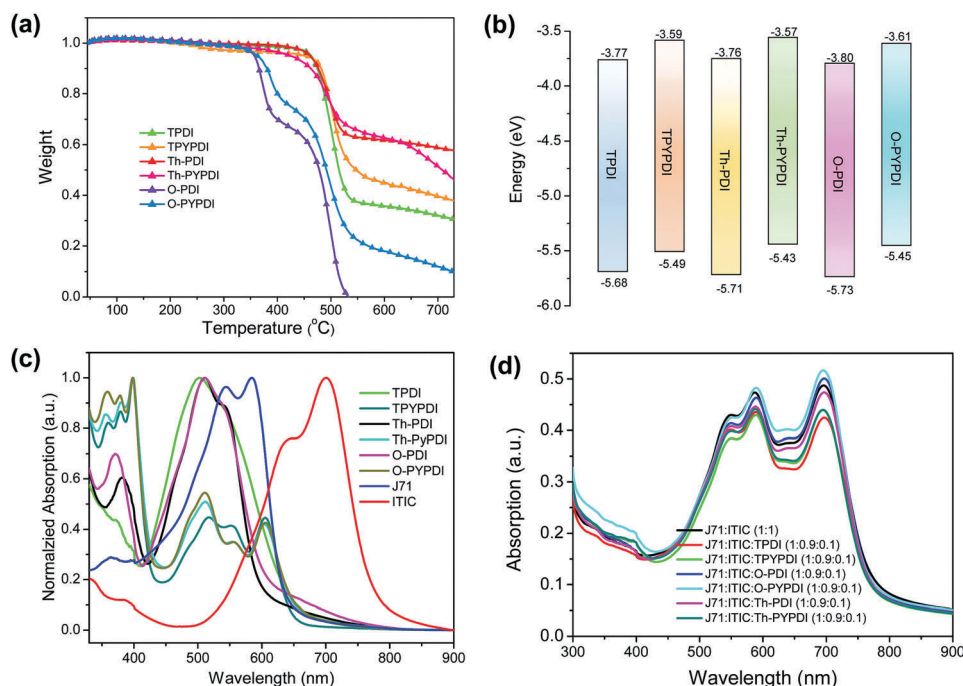 (a)
1.2
1.0
0.8
0.6
0.4
0.2
0.0
Weight
TPDI
TPYPDI
Th-PDI
Th-PYPDI
O-PDI
O-PYPDI
100 200 300 400 500 600 700
Temperature (°C)
(b)
-3.5
-4.0
-4.5
-5.0
-5.5
-6.0
Energy (eV)
-3.77 -3.59 -3.76 -3.57 -3.80 -3.61
TPDI
TPYPDI
Th-PDI
Th-PYPDI
O-PDI
O-PYPDI
-5.68 -5.49 -5.71 -5.43 -5.73 -5.45
(c)
1.0
0.8
0.6
0.4
0.2
0.0
Normalzied Absorption (a.u.)
TPDI
TPYPDI
Th-PDI
Th-PyPDI
O-PDI
O-PYPDI
J71
ITIC
400 500 600 700 800 900
Wavelength (nm)
(d)
0.5
0.4
0.3
0.2
0.1
0.0
Absorption (a.u.)
J71:ITIC (1:1)
J71:ITIC:TPDI (1:0.9:0.1)
J71:ITIC:TPYPDI (1:0.9:0.1)
J71:ITIC:O-PDI (1:0.9:0.1)
J71:ITIC:O-PYPDI (1:0.9:0.1)
J71:ITIC:Th-PDI (1:0.9:0.1)
J71:ITIC:Th-PYPDI (1:0.9:0.1)
300 400 500 600 700 800 900
Wavelength (nm)